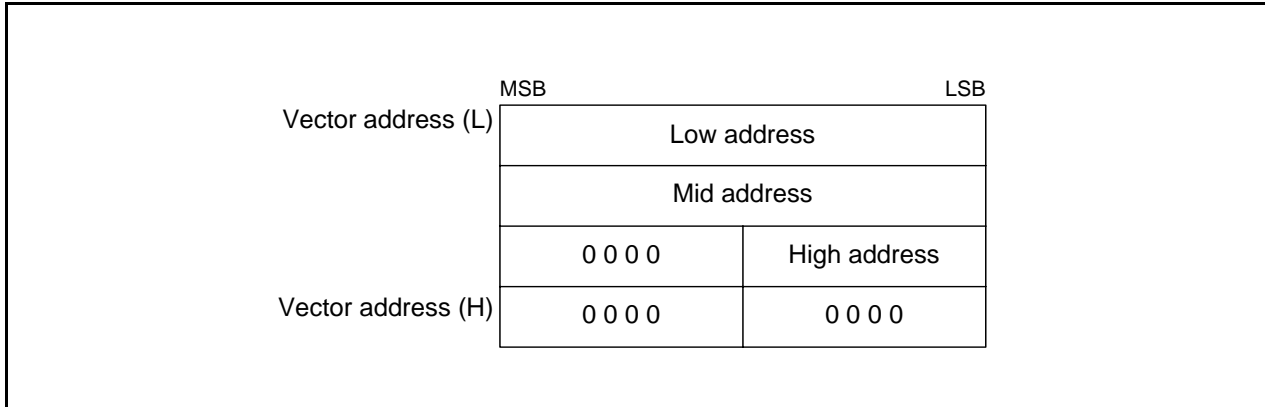 MSB LSB
Vector address (L) Low address
Mid address
0 0 0 0 High address
Vector address (H) 0 0 0 0 0 0 0 0